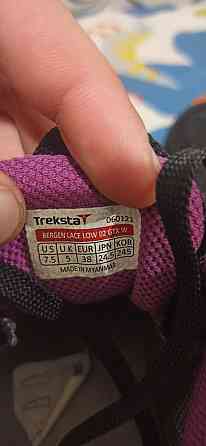 Treksta 060123
BERGEN LACE LOW 02 GTX W
US UK EUR JPN KOR
7.5 5 38 24.5 245
MADE IN MYANMAR